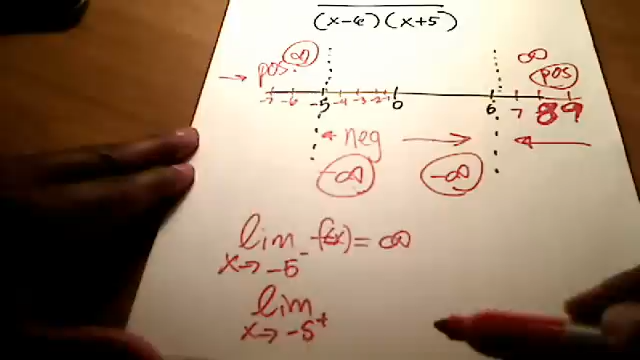 (x-6)(x+5)
→ pos. ∞ ∞ pos
-7 -6 -5 -4 -3 -2 -1 0 6 7 8 9
← neg → ←
-∞ -∞
lim f(x) = ∞
x→ -5⁻
lim
x→ -5⁺